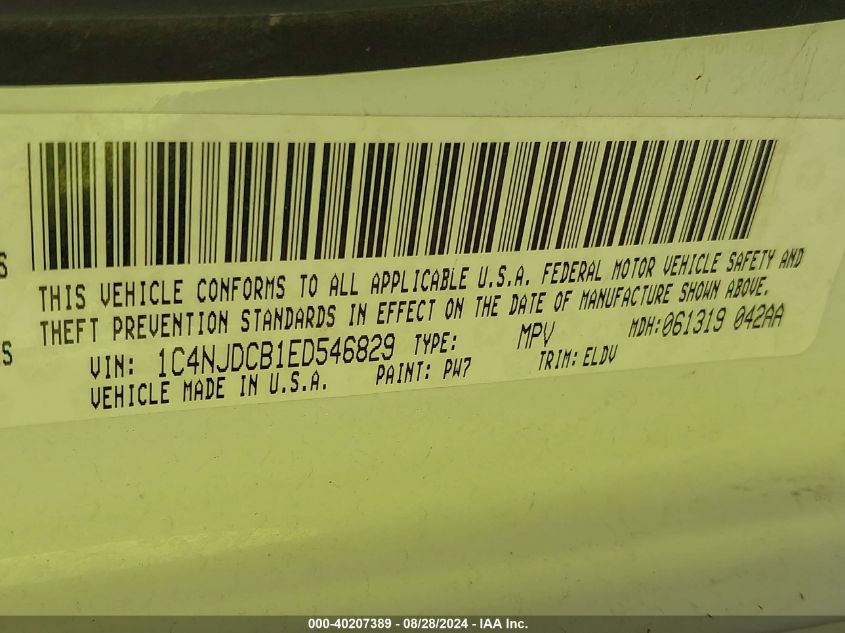 S
THIS VEHICLE CONFORMS TO ALL APPLICABLE U.S.A. FEDERAL MOTOR VEHICLE SAFETY AND
THEFT PREVENTION STANDARDS IN EFFECT ON THE DATE OF MANUFACTURE SHOWN ABOVE.
S
VIN: 1C4NJDCB1ED546829 TYPE: MPV MDH:061319 042AA
VEHICLE MADE IN U.S.A. PAINT: PW7 TRIM: ELDV
000-40207389 - 08/28/2024 - IAA Inc.